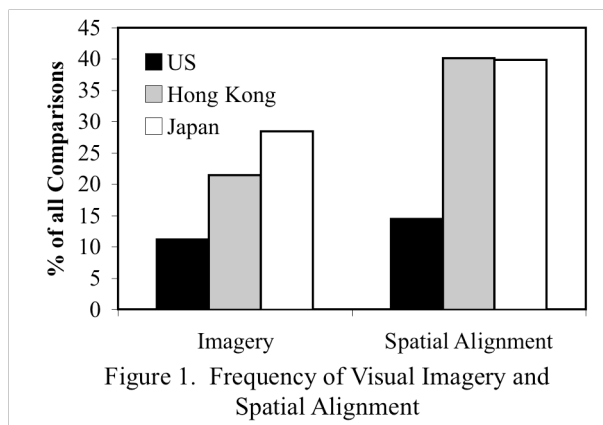 45
40
35
30
25
20
15
10
5
0
% of all Comparisons
US
Hong Kong
Japan
Imagery Spatial Alignment
Figure 1. Frequency of Visual Imagery and
Spatial Alignment